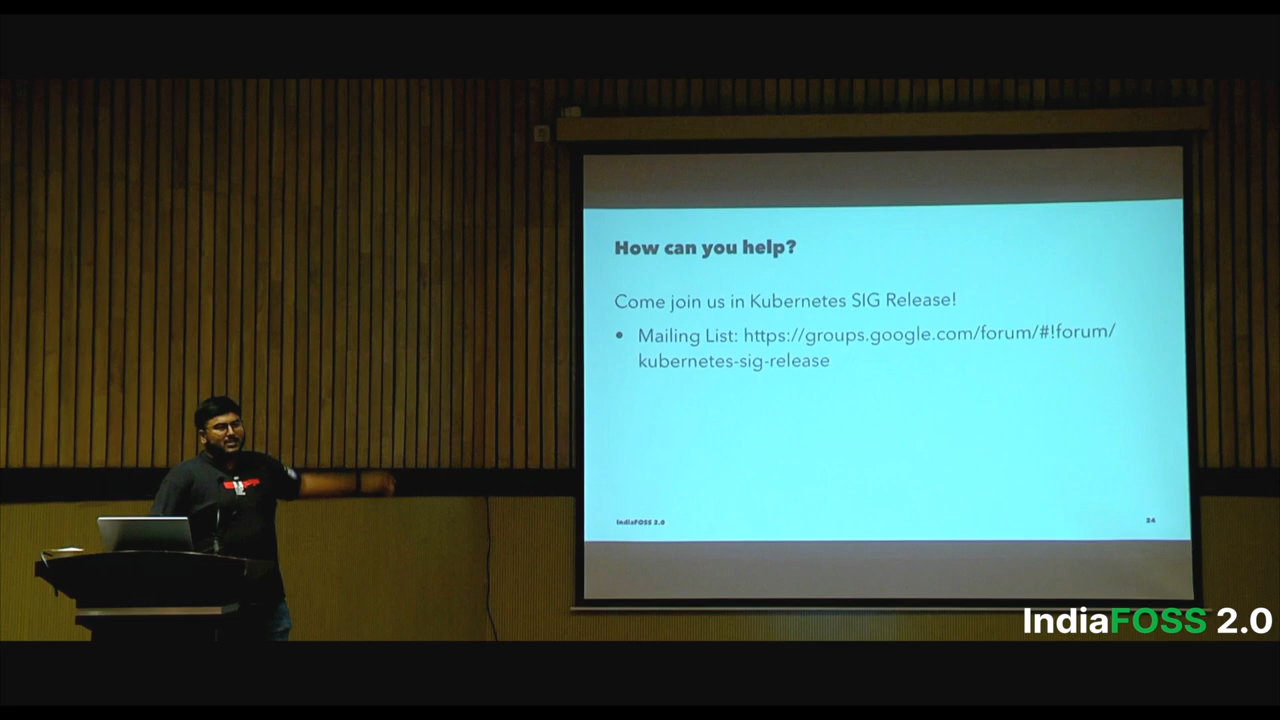 How can you help?
Come join us in Kubernetes SIG Release!
• Mailing List: https://groups.google.com/forum/#!forum/
kubernetes-sig-release
IndiaFOSS 2.0
24
IndiaFOSS 2.0